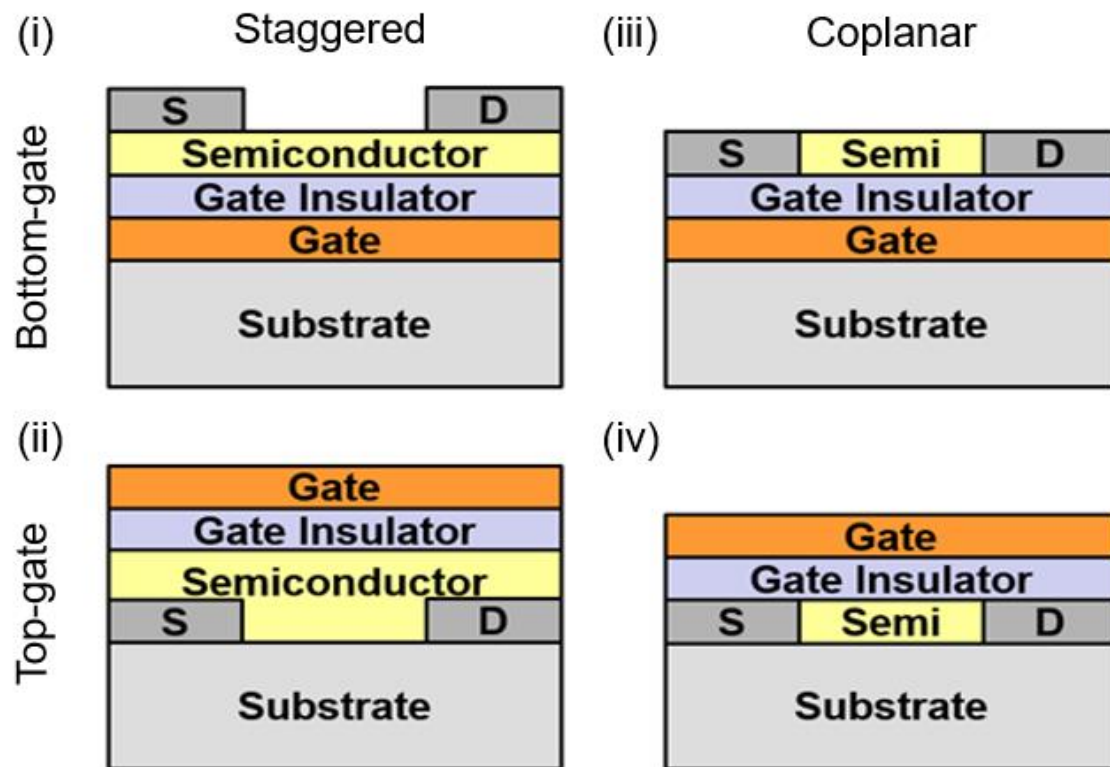 (i)
Staggered
(iii)
Coplanar
Bottom-gate
S
D
Semiconductor
Gate Insulator
Gate
Substrate
S
Semi
D
Gate Insulator
Gate
Substrate
(ii)
(iv)
Top-gate
Gate
Gate Insulator
Semiconductor
S
D
Substrate
Gate
Gate Insulator
S
Semi
D
Substrate